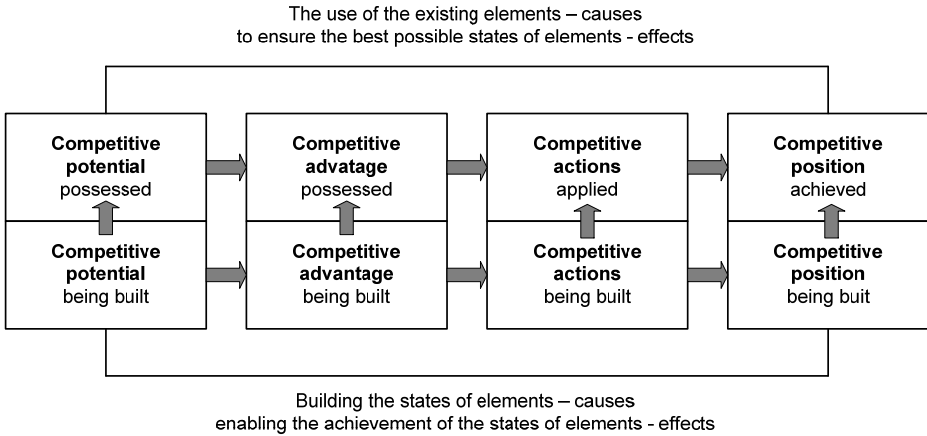 The use of the existing elements – causes
to ensure the best possible states of elements - effects
Competitive
potential
possessed
Competitive
advatage
possessed
Competitive
actions
applied
Competitive
position
achieved
Competitive
potential
being built
Competitive
advantage
being built
Competitive
actions
being built
Competitive
position
being buit
Building the states of elements – causes
enabling the achievement of the states of elements - effects